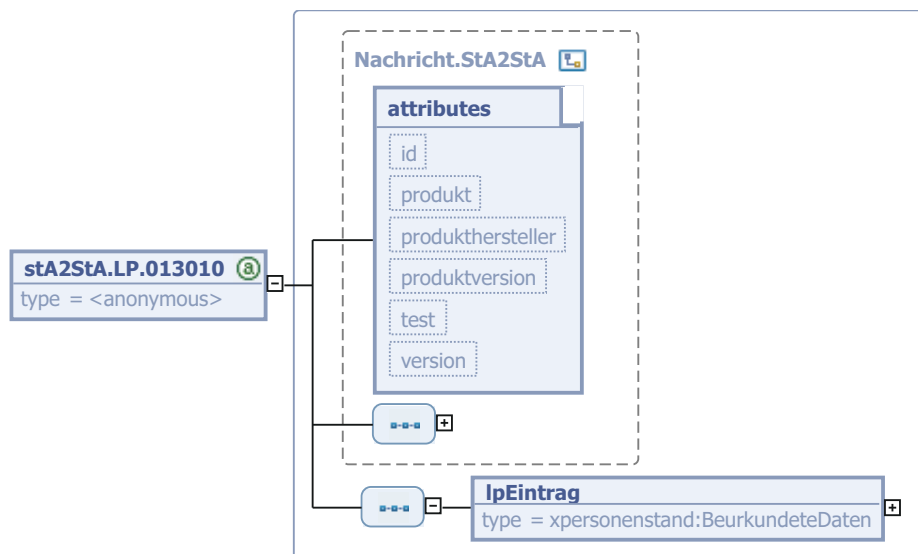 Nachricht.StA2StA
attributes
id
produkt
produkthersteller
produktversion
test
version
stA2StA.LP.013010 a
type = <anonymous>
lpEintrag
type = xpersonenstand:BeurkundeteDaten